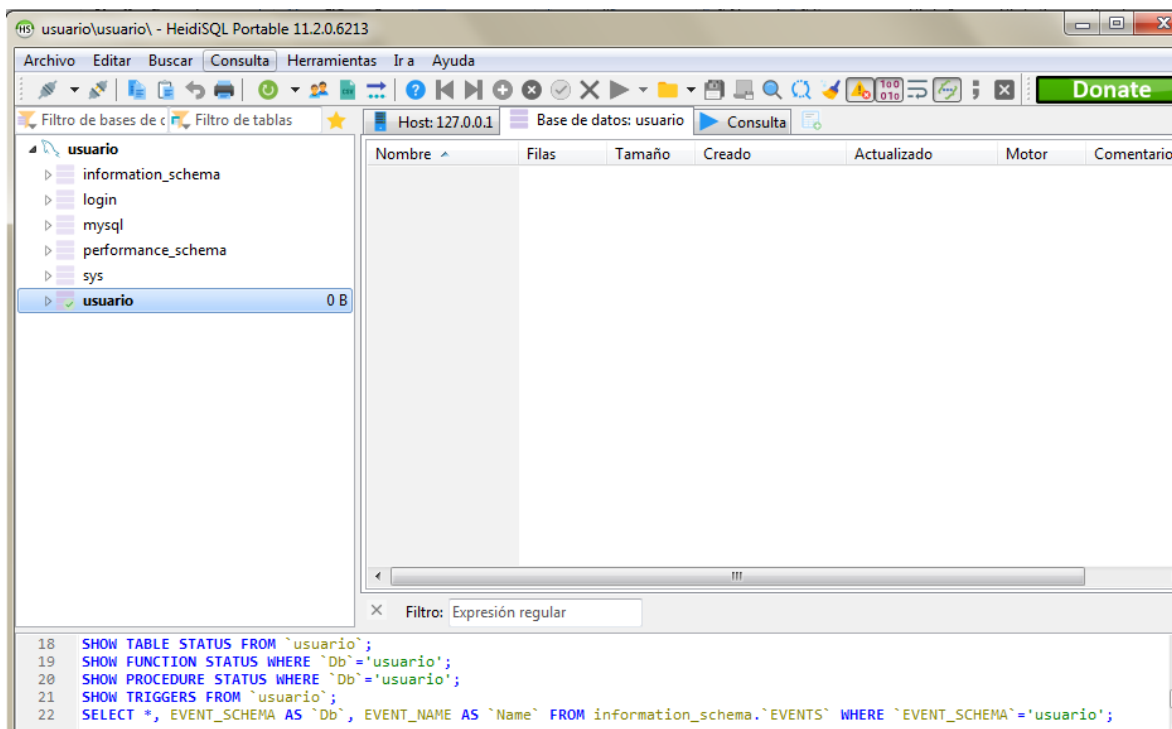 usuario\usuario\ - HeidiSQL Portable 11.2.0.6213
Archivo Editar Buscar Consulta Herramientas Ir a Ayuda
Donate
Filtro de bases de d Filtro de tablas
Host: 127.0.0.1 Base de datos: usuario Consulta
usuario
information_schema
login
mysql
performance_schema
sys
usuario 0 B
Nombre Filas Tamaño Creado Actualizado Motor Comentario
Filtro: Expresión regular
18 SHOW TABLE STATUS FROM `usuario`;
19 SHOW FUNCTION STATUS WHERE `Db`='usuario';
20 SHOW PROCEDURE STATUS WHERE `Db`='usuario';
21 SHOW TRIGGERS FROM `usuario`;
22 SELECT *, EVENT_SCHEMA AS `Db`, EVENT_NAME AS `Name` FROM information_schema.`EVENTS` WHERE `EVENT_SCHEMA`='usuario';